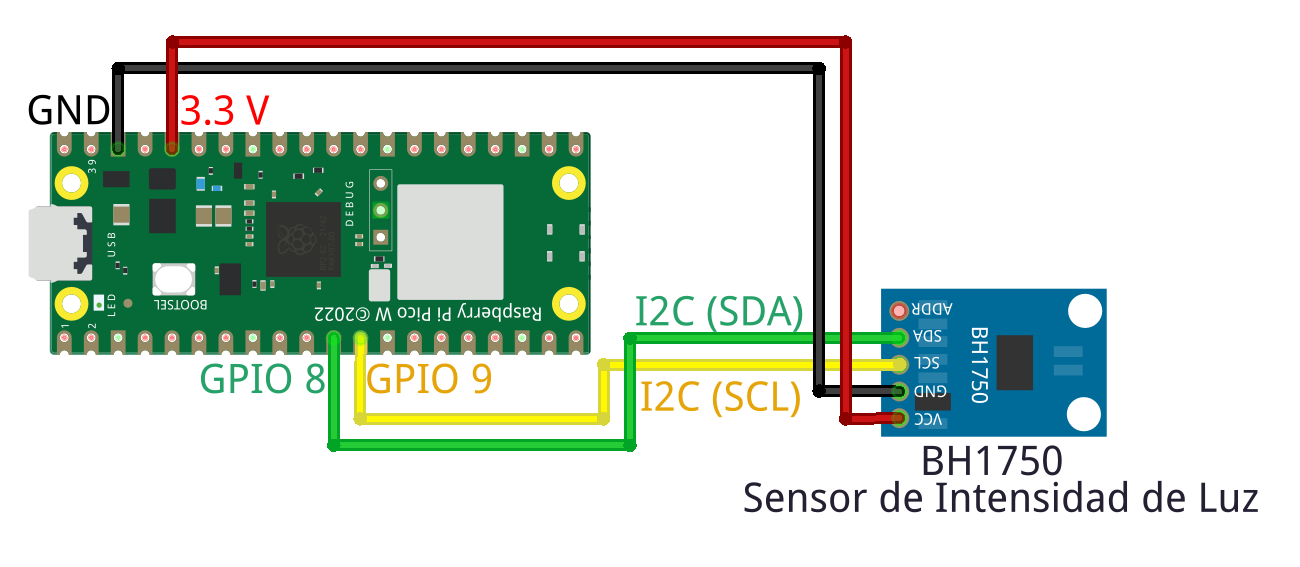 GND
3.3 V
39
DEBUG
USB
BOOTSEL
LED
1
2
Raspberry Pi Pico W ©2022
GPIO 8
GPIO 9
I2C (SDA)
I2C (SCL)
ADDR
SDA
SCL
GND
VCC
BH1750
BH1750
Sensor de Intensidad de Luz